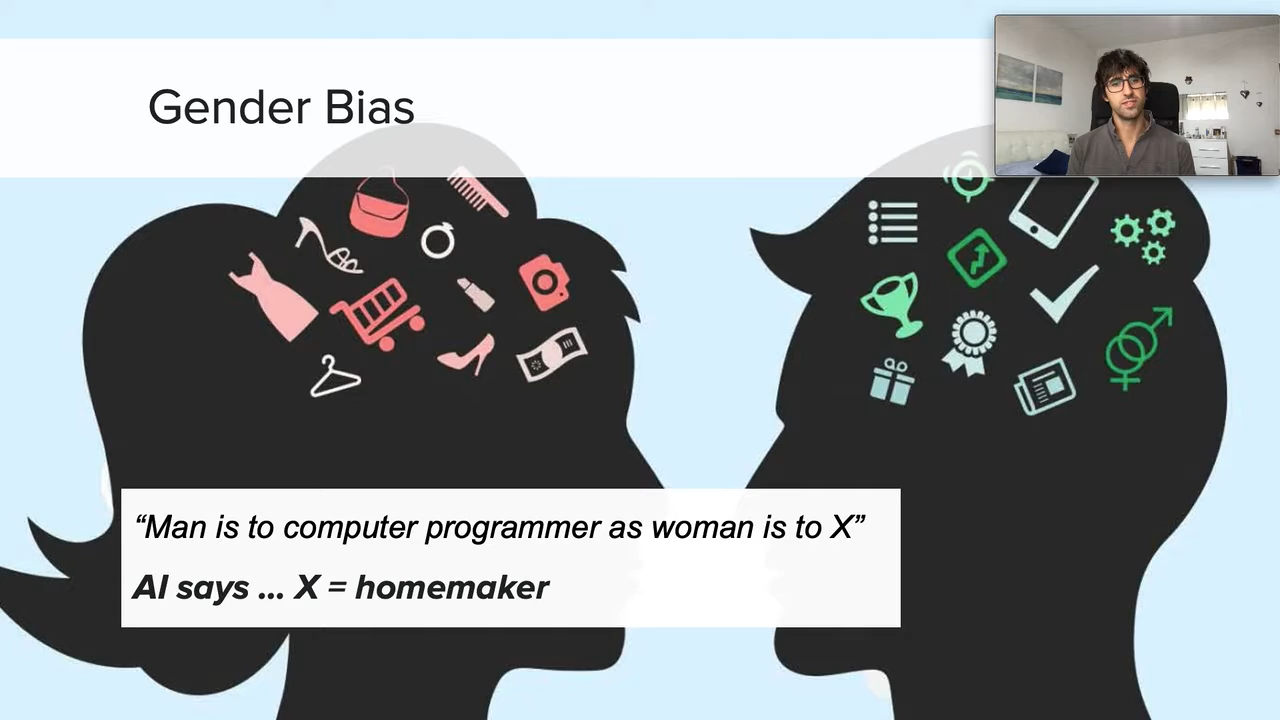 Gender Bias
“Man is to computer programmer as woman is to X”
AI says ... X = homemaker